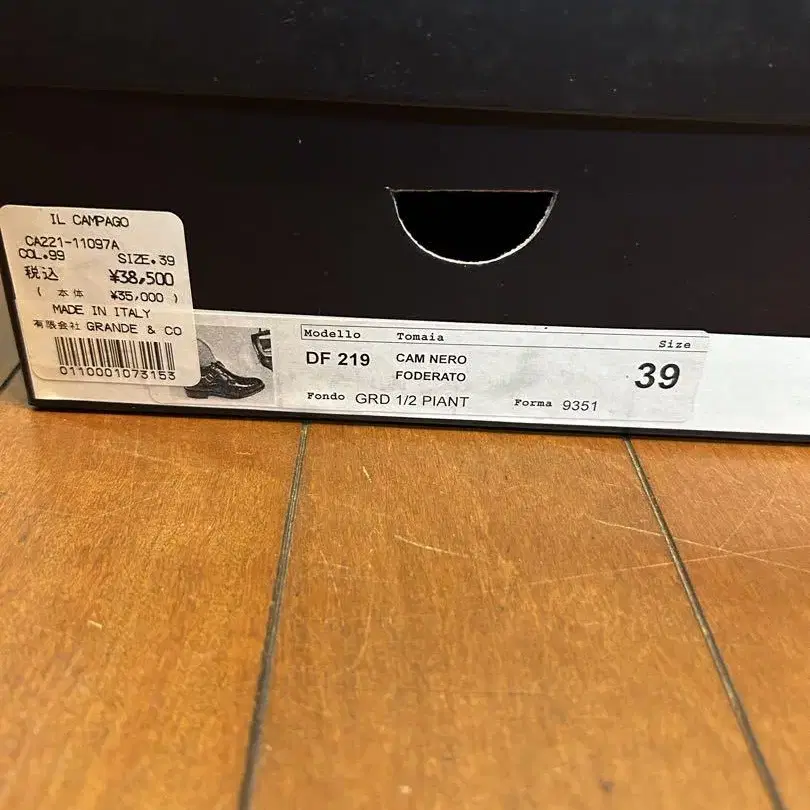 IL CAMPAGO
CA221-11097A
COL.99 SIZE.39
税込 ¥38,500
( 本体 ¥35,000 )
MADE IN ITALY
有限会社 GRANDE & CO
0110001073153
Modello Tomaia Size
DF 219 CAM NERO 39
FODERATO
Fondo GRD 1/2 PIANT Forma 9351